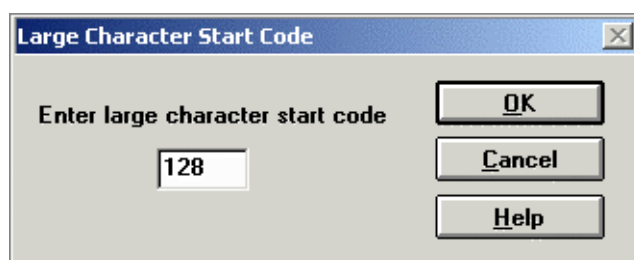 Large Character Start Code
Enter large character start code
128
OK
Cancel
Help